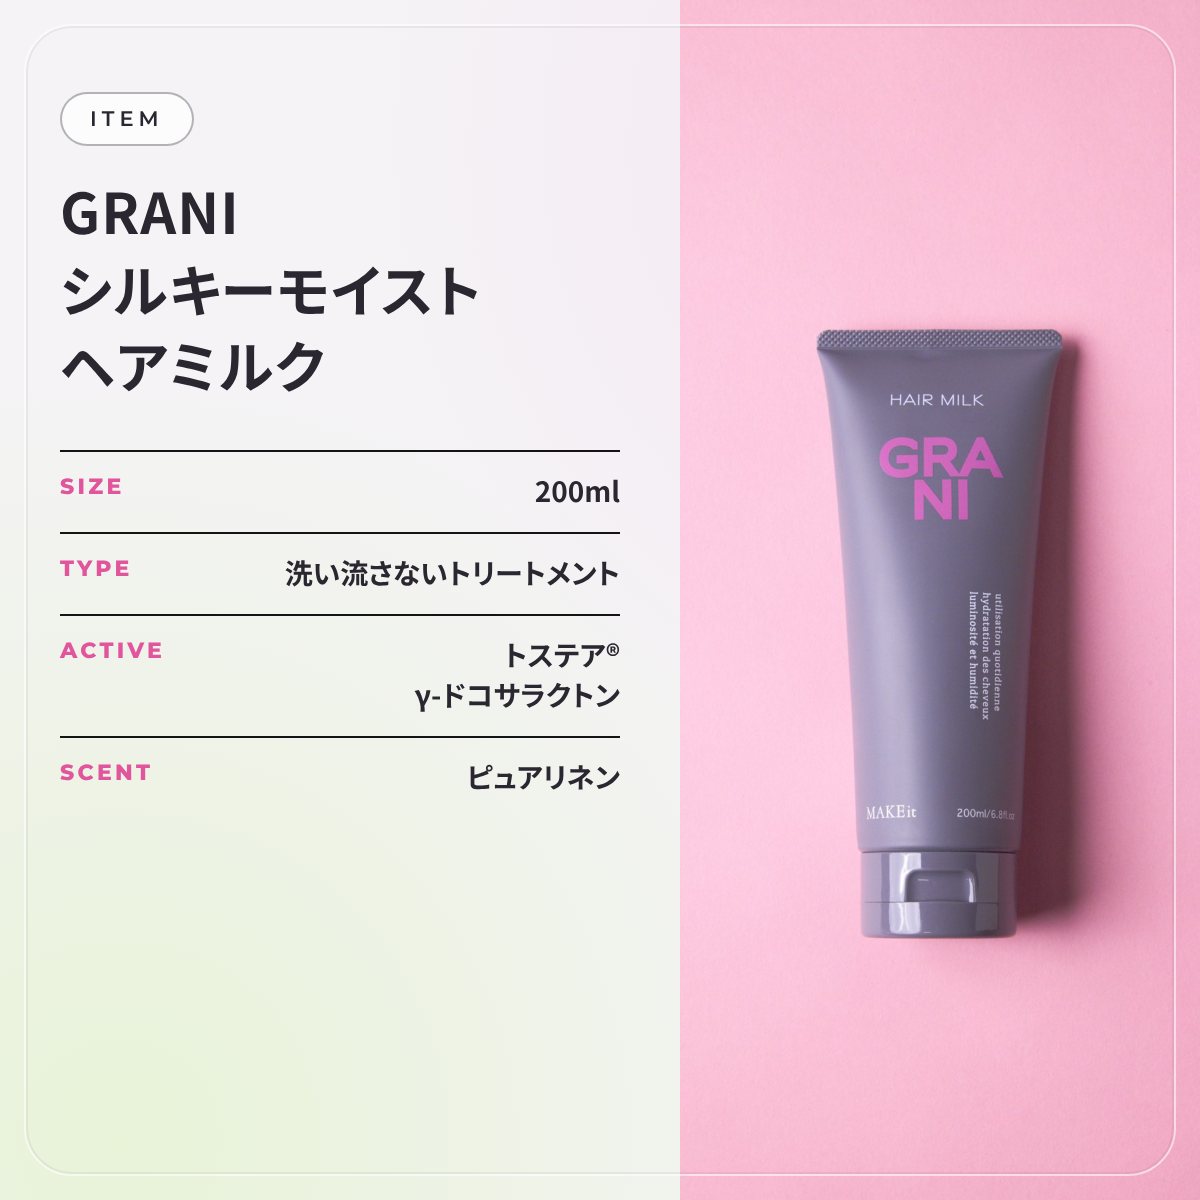 ITEM
GRANI
シルキーモイスト
ヘアミルク
SIZE 200ml
TYPE 洗い流さないトリートメント
ACTIVE トステア®
γ-ドコサラクトン
SCENT ピュアリネン
HAIR MILK
GRA
NI
utilisation quotidienne
hydratation des cheveux
luminosité et humidité
MAKEit 200ml/6.8fl.oz